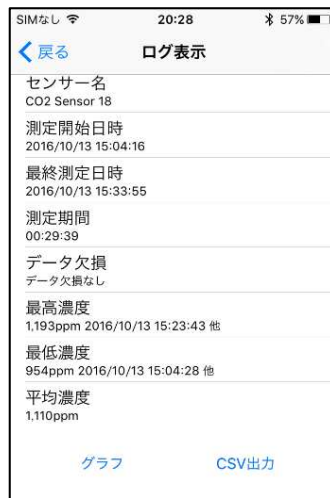 SIMなし 20:28 57%
戻る ログ表示
センサー名
CO2 Sensor 18
測定開始日時
2016/10/13 15:04:16
最終測定日時
2016/10/13 15:33:55
測定期間
00:29:39
データ欠損
データ欠損なし
最高濃度
1,193ppm 2016/10/13 15:23:43 他
最低濃度
954ppm 2016/10/13 15:04:28 他
平均濃度
1,110ppm
グラフ CSV出力